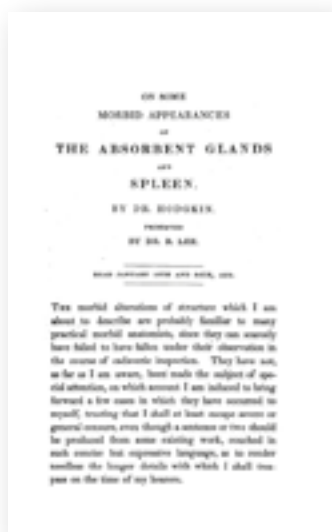 ON SOME
MORBID APPEARANCES
OF
THE ABSORBENT GLANDS
AND
SPLEEN.
BY DR. HODGKIN.
PRESENTED
BY DR. R. LEE.
READ JANUARY 10TH AND 24TH, 1832.
THE morbid alterations of structure which I am
about to describe are probably familiar to many
practical morbid anatomists, since they can scarcely
have failed to have fallen under their observation in
the course of cadaveric inspection. They have not,
as far as I am aware, been made the subject of spe-
cial attention, on which account I am induced to bring
forward a few cases in which they have occurred to
myself, trusting that I shall at least escape severe or
general censure, even though a sentence or two should
be produced from some existing work, couched in
such concise but expressive language, as to render
needless the longer details with which I shall tres-
pass on the time of my hearers.